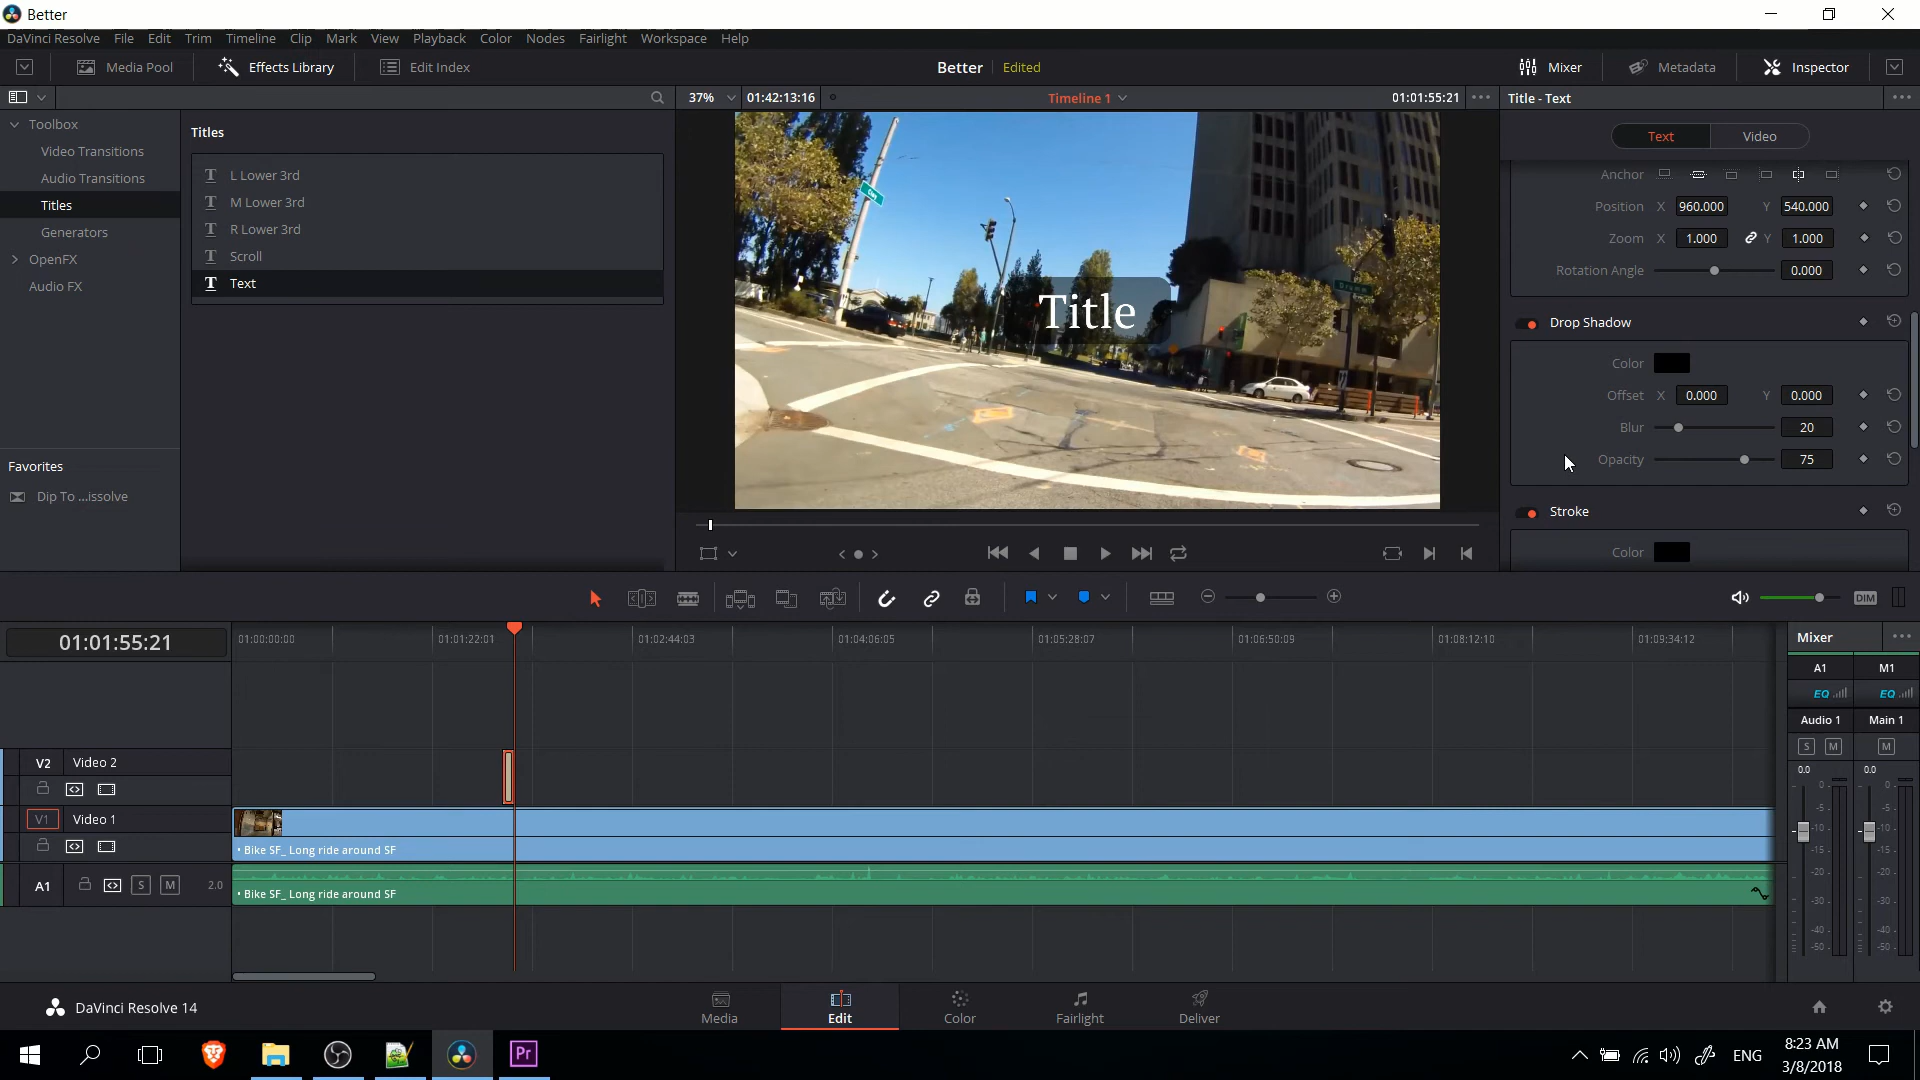 Better
DaVinci Resolve File Edit Trim Timeline Clip Mark View Playback Color Nodes Fairlight Workspace Help
Media Pool Effects Library Edit Index Better Edited Mixer Metadata Inspector
37% 01:42:13:16 Timeline 1 01:01:55:21 Title - Text
Toolbox
Video Transitions
Audio Transitions
Titles
Generators
OpenFX
Audio FX
Favorites
Dip To ...issolve
Titles
L Lower 3rd
M Lower 3rd
R Lower 3rd
Scroll
Text
Title
Text Video
Anchor
Position X 960.000 Y 540.000
Zoom X 1.000 Y 1.000
Rotation Angle 0.000
Drop Shadow
Color
Offset X 0.000 Y 0.000
Blur 20
Opacity 75
Stroke
Color
DIM
01:01:55:21
01:00:00:00 01:01:22:01 01:02:44:03 01:04:06:05 01:05:28:07 01:06:50:09 01:08:12:10 01:09:34:12
V2 Video 2
V1 Video 1
• Bike SF_ Long ride around SF
A1 S M 2.0
• Bike SF_ Long ride around SF
Mixer
A1 M1
EQ EQ
Audio 1 Main 1
S M M
0.0 0.0
0 0
-5 -5
-10 -10
-15 -15
-20 -20
-30 -30
-40 -40
-50 -50
DaVinci Resolve 14
Media Edit Color Fairlight Deliver
Pr
ENG
8:23 AM
3/8/2018